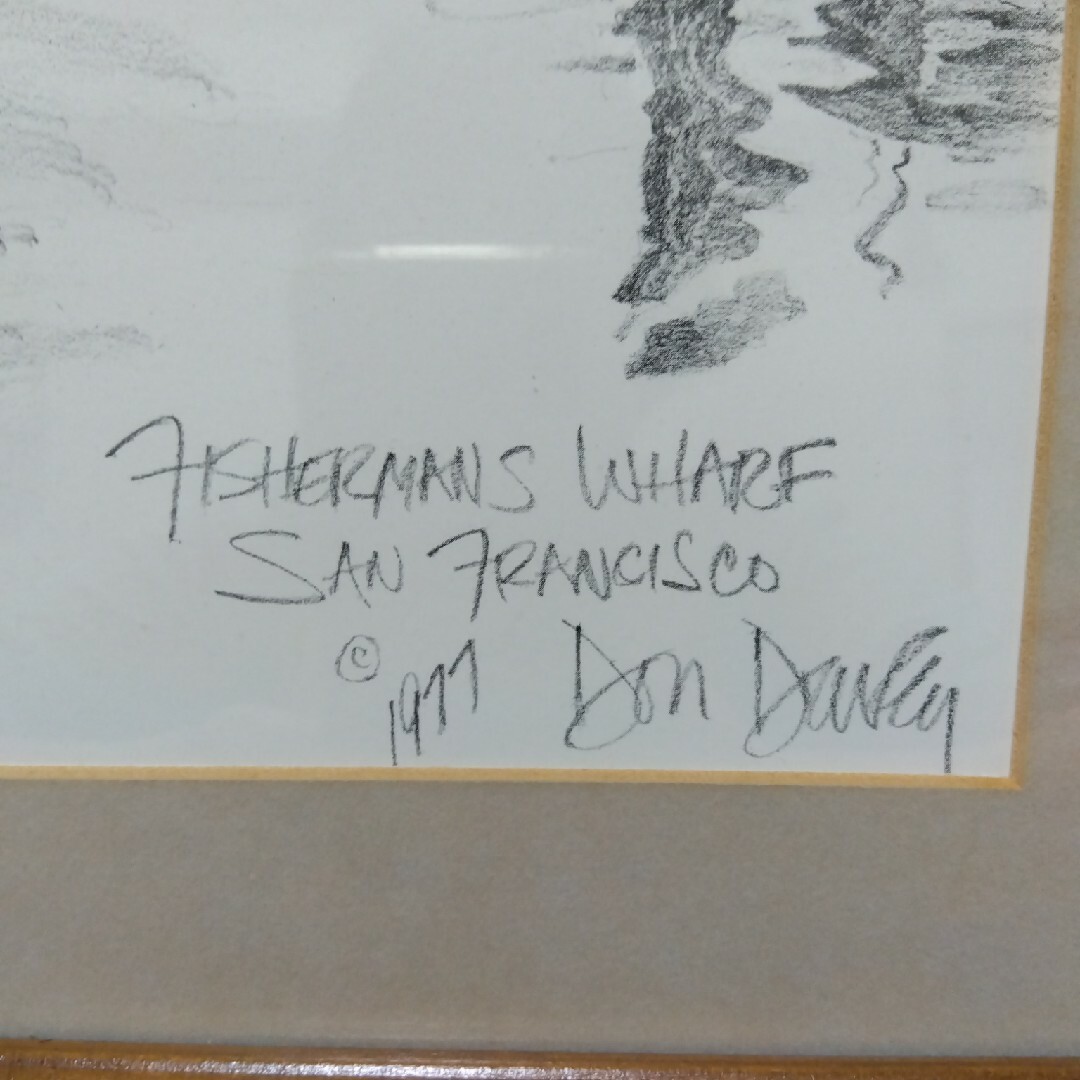 FISHERMANS WHARF
SAN FRANCISCO
© 1977 Don Davey